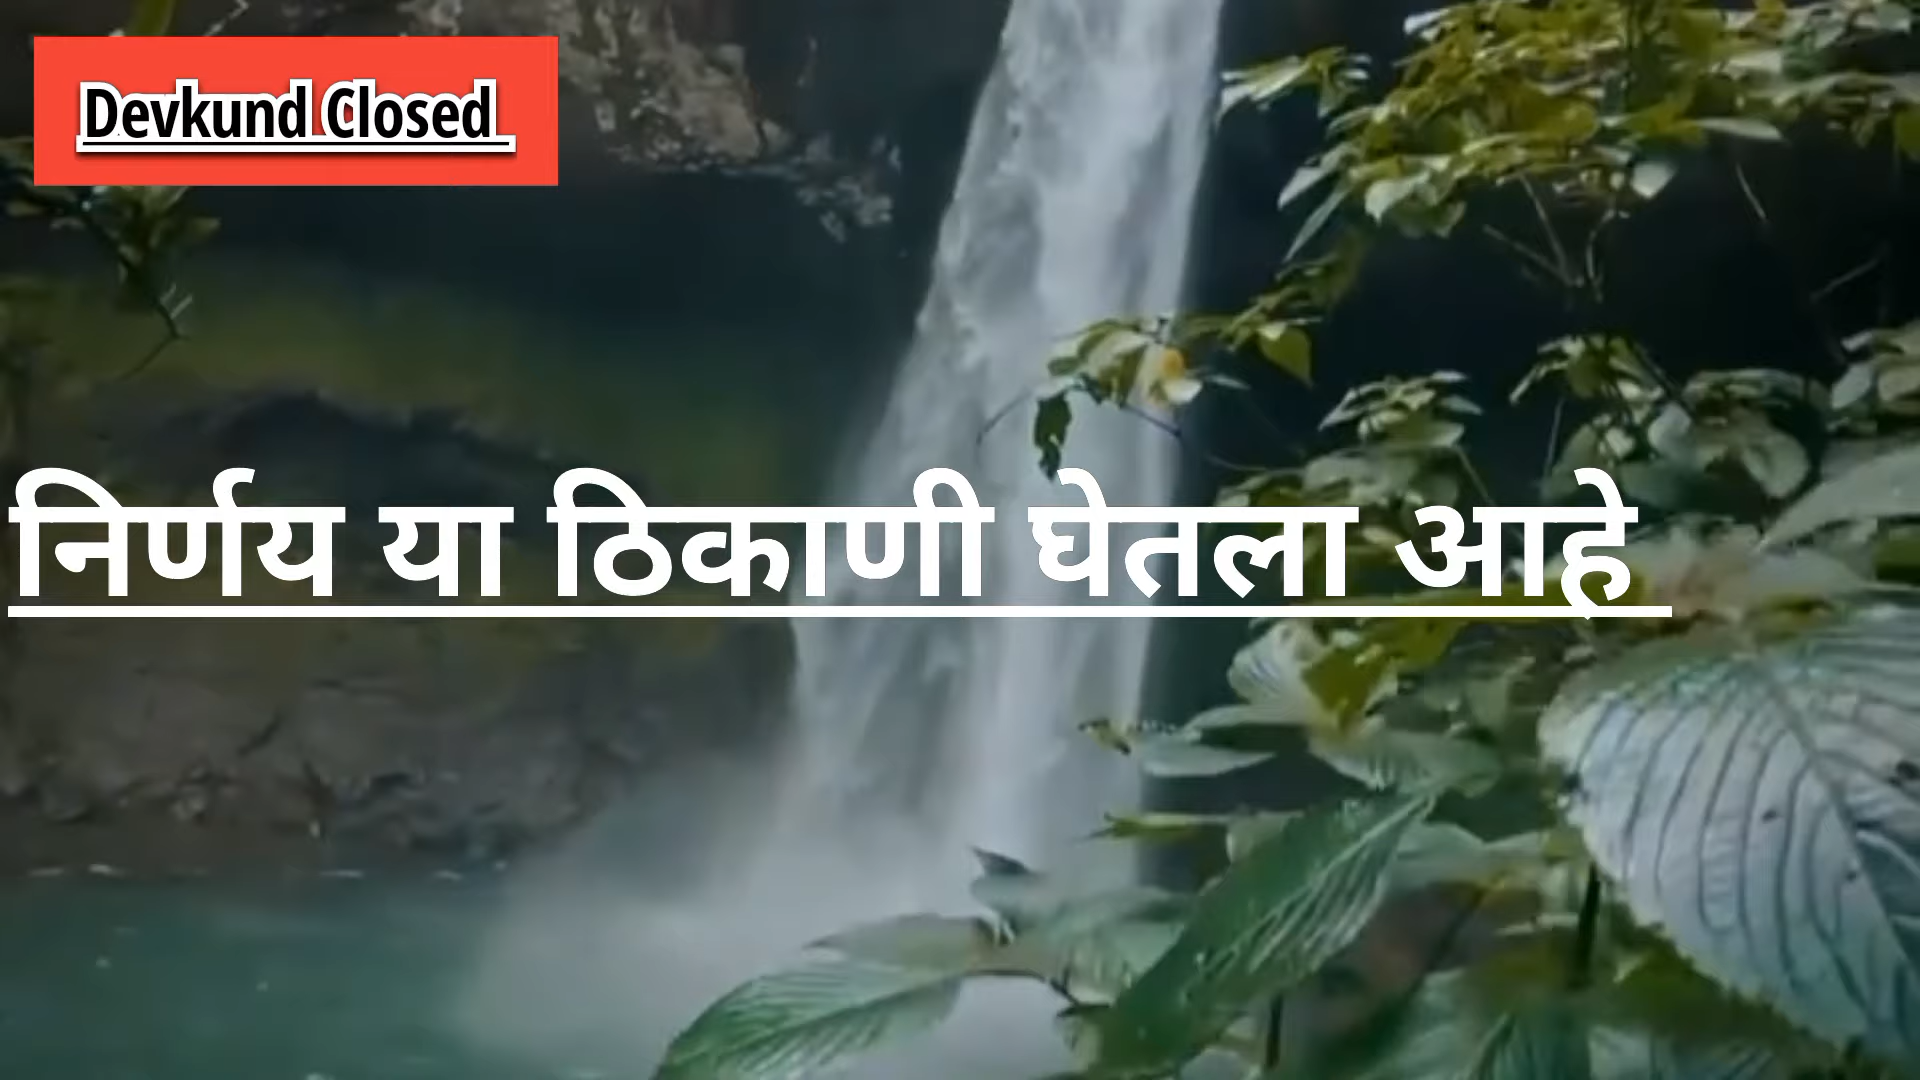 Devkund Closed
निर्णय या ठिकाणी घेतला आहे